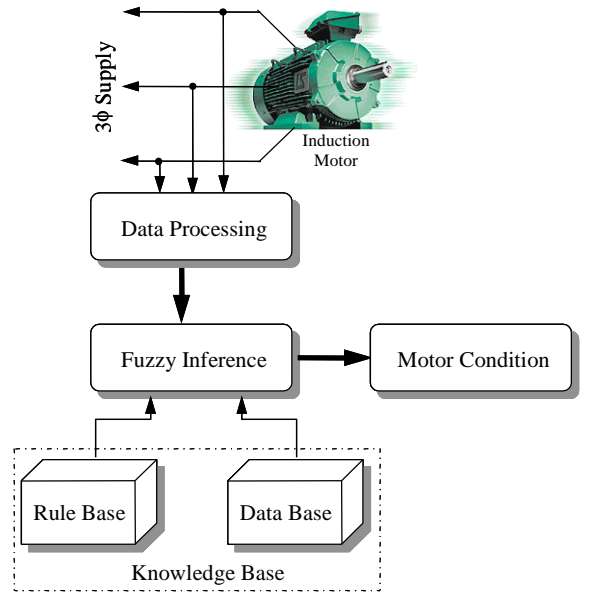 3ϕ Supply
Induction
Motor
Data Processing
Fuzzy Inference
Motor Condition
Rule Base
Data Base
Knowledge Base